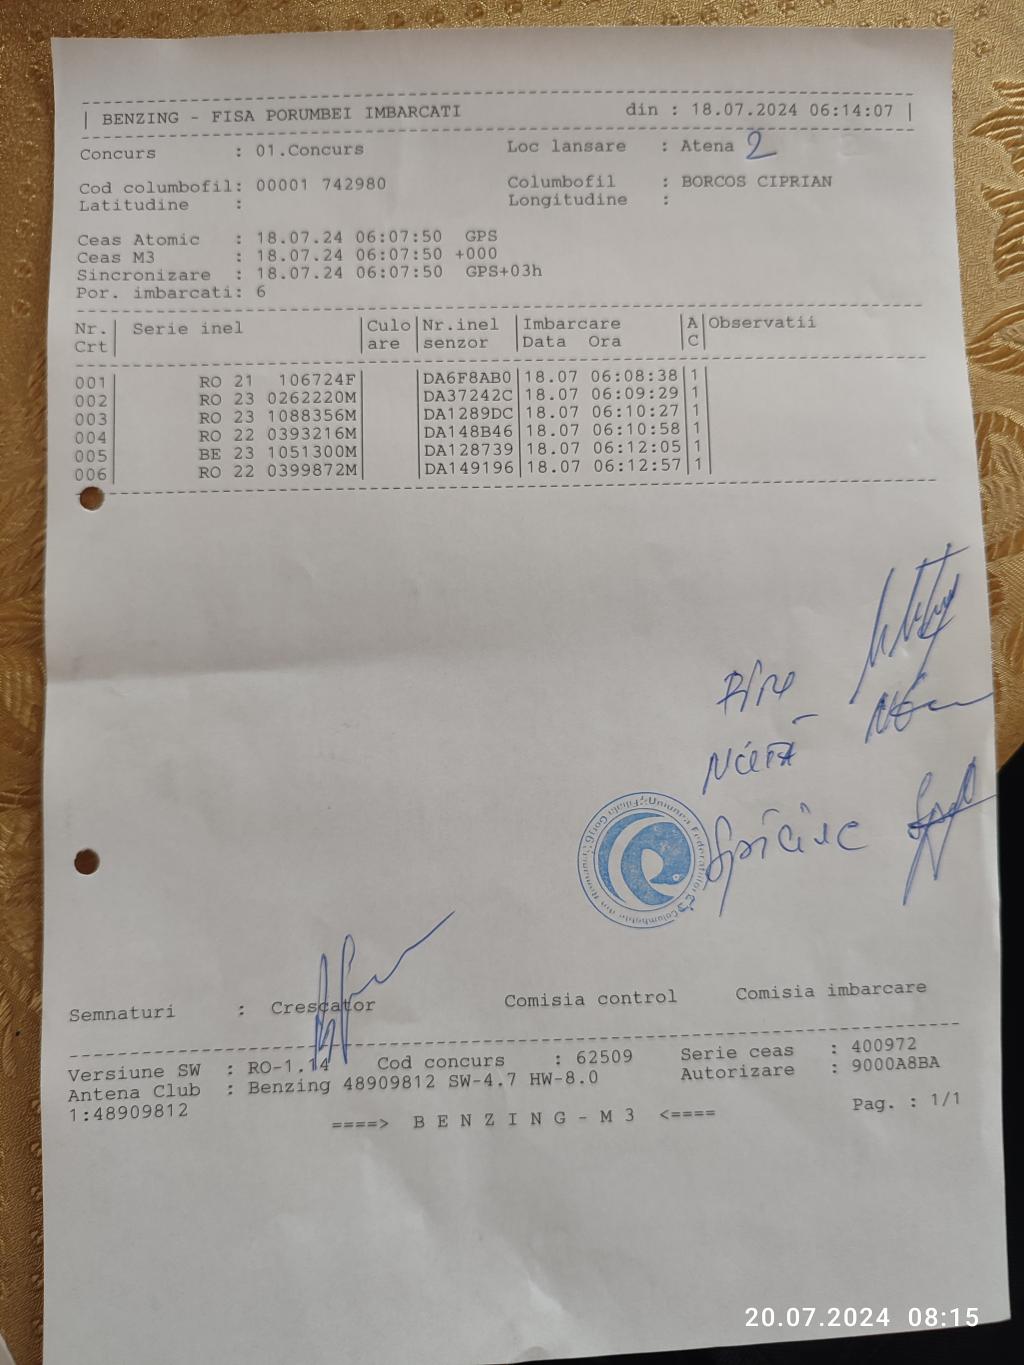 BENZING - FISA PORUMBEI IMBARCATI din : 18.07.2024 06:14:07
Concurs : 01.Concurs Loc lansare : Atena 2
Cod columbofil: 00001 742980 Columbofil : BORCOS CIPRIAN
Latitudine : Longitudine :
Ceas Atomic : 18.07.24 06:07:50 GPS
Ceas M3 : 18.07.24 06:07:50 +000
Sincronizare : 18.07.24 06:07:50 GPS+03h
Por. imbarcati: 6
Nr. Serie inel Culo Nr.inel Imbarcare A Observatii
Crt are senzor Data Ora C
001 RO 21 106724F DA6F8AB0 18.07 06:08:38 1
002 RO 23 0262220M DA37242C 18.07 06:09:29 1
003 RO 23 1088356M DA1289DC 18.07 06:10:27 1
004 RO 22 0393216M DA148B46 18.07 06:10:58 1
005 BE 23 1051300M DA128739 18.07 06:12:05 1
006 RO 22 0399872M DA149196 18.07 06:12:57 1
Semnaturi : Crescator Comisia control Comisia imbarcare
Versiune SW : RO-1.14 Cod concurs : 62509 Serie ceas : 400972
Antena Club : Benzing 48909812 SW-4.7 HW-8.0 Autorizare : 9000A8BA
1:48909812 Pag. : 1/1
====> B E N Z I N G - M 3 <====
20.07.2024 08:15